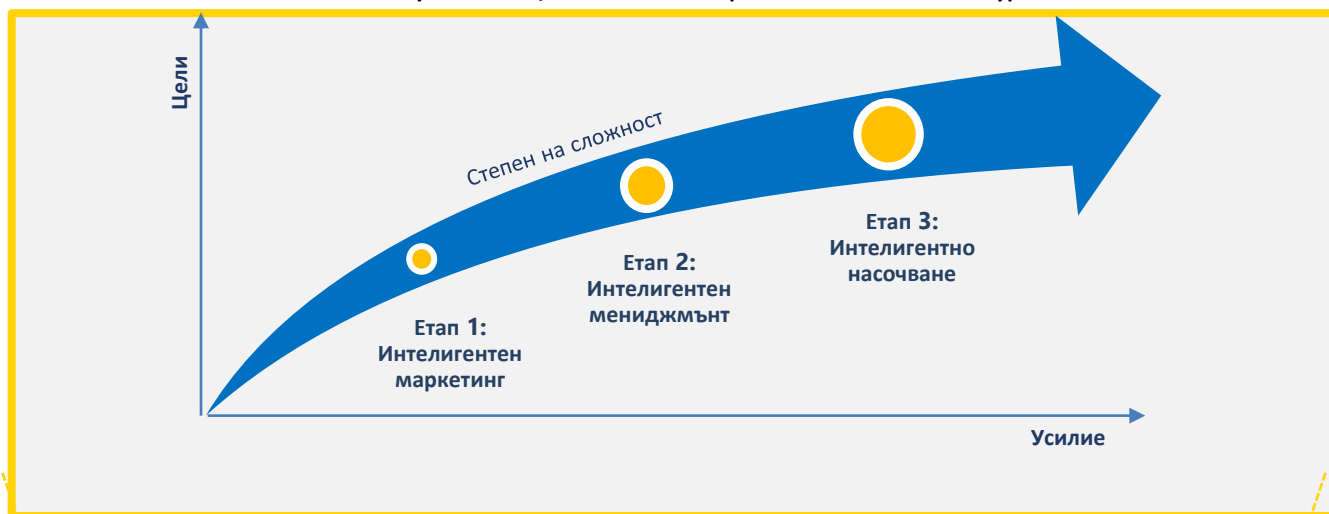 Цели
Степен на сложност
Етап 1:
Интелигентен
маркетинг
Етап 2:
Интелигентен
мениджмънт
Етап 3:
Интелигентно
насочване
Усилие